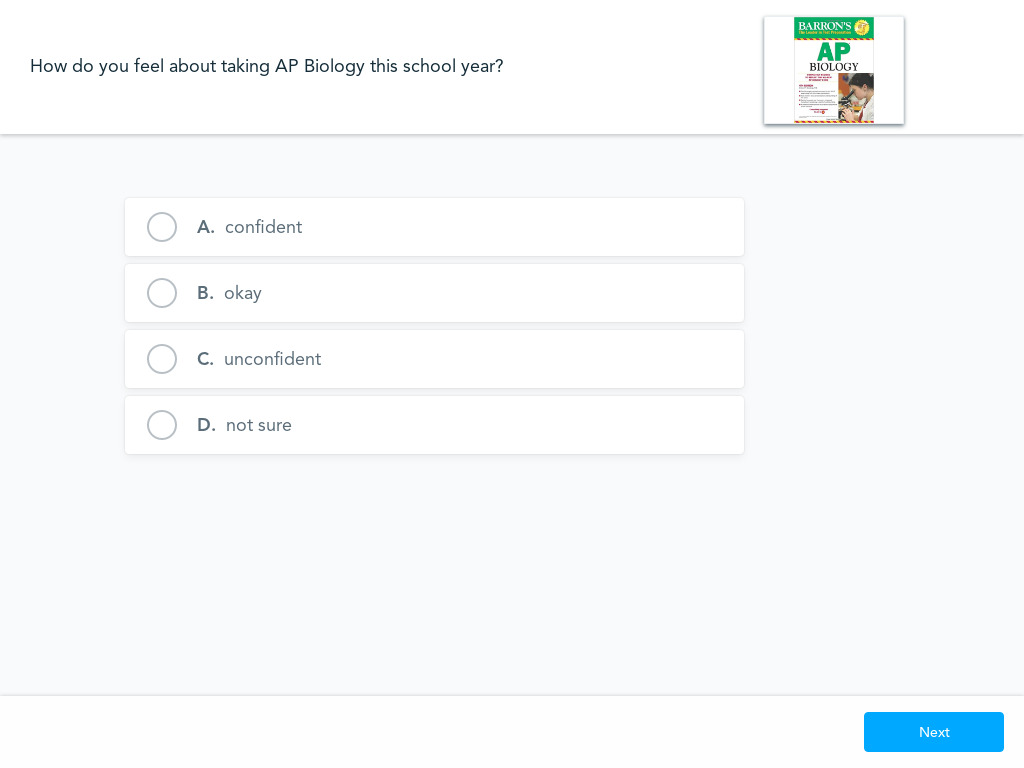 How do you feel about taking AP Biology this school year?
BARRON'S
AP
BIOLOGY
A. confident
B. okay
C. unconfident
D. not sure
Next